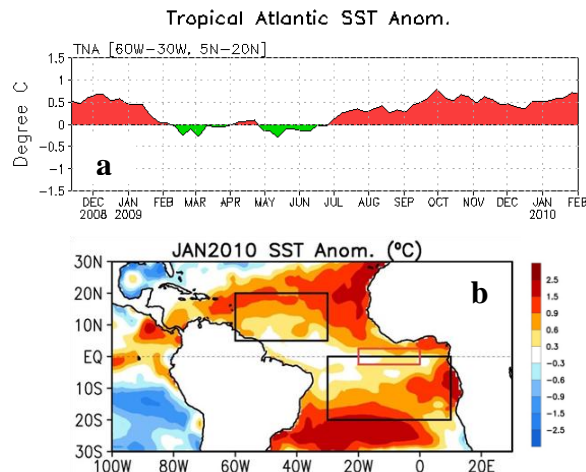 Tropical Atlantic SST Anom.
TNA [60W-30W, 5N-20N]
Degree C
1.5
1
0.5
0
-0.5
-1
-1.5
a
DEC JAN FEB MAR APR MAY JUN JUL AUG SEP OCT NOV DEC JAN FEB
2008 2009 2010
JAN2010 SST Anom. (ºC)
b
30N
20N
10N
EQ
10S
20S
30S
100W 80W 60W 40W 20W 0 20E
2.5
1.5
0.9
0.6
0.3
-0.3
-0.6
-0.9
-1.5
-2.5